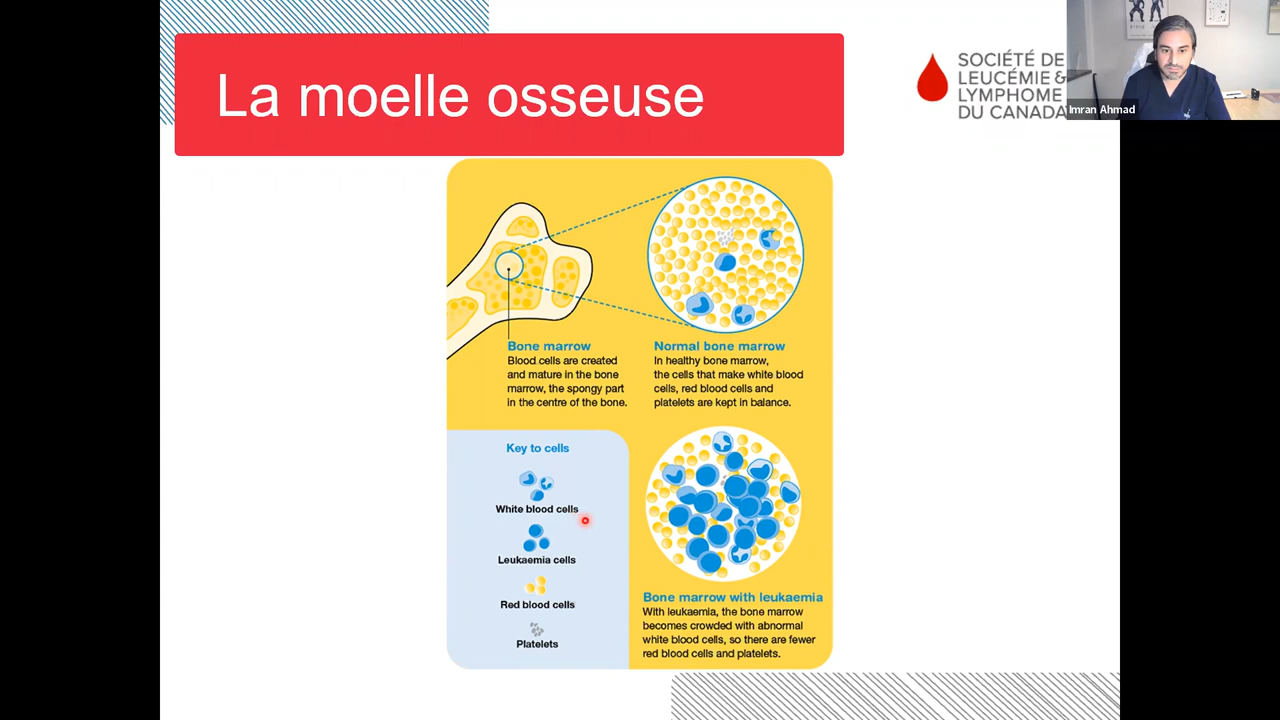 La moelle osseuse
SOCIÉTÉ DE
LEUCÉMIE &
LYMPHOME
DU CANADA
Imran Ahmad
Bone marrow
Blood cells are created
and mature in the bone
marrow, the spongy part
in the centre of the bone.
Normal bone marrow
In healthy bone marrow,
the cells that make white blood
cells, red blood cells and
platelets are kept in balance.
Key to cells
White blood cells
Leukaemia cells
Red blood cells
Platelets
Bone marrow with leukaemia
With leukaemia, the bone marrow
becomes crowded with abnormal
white blood cells, so there are fewer
red blood cells and platelets.